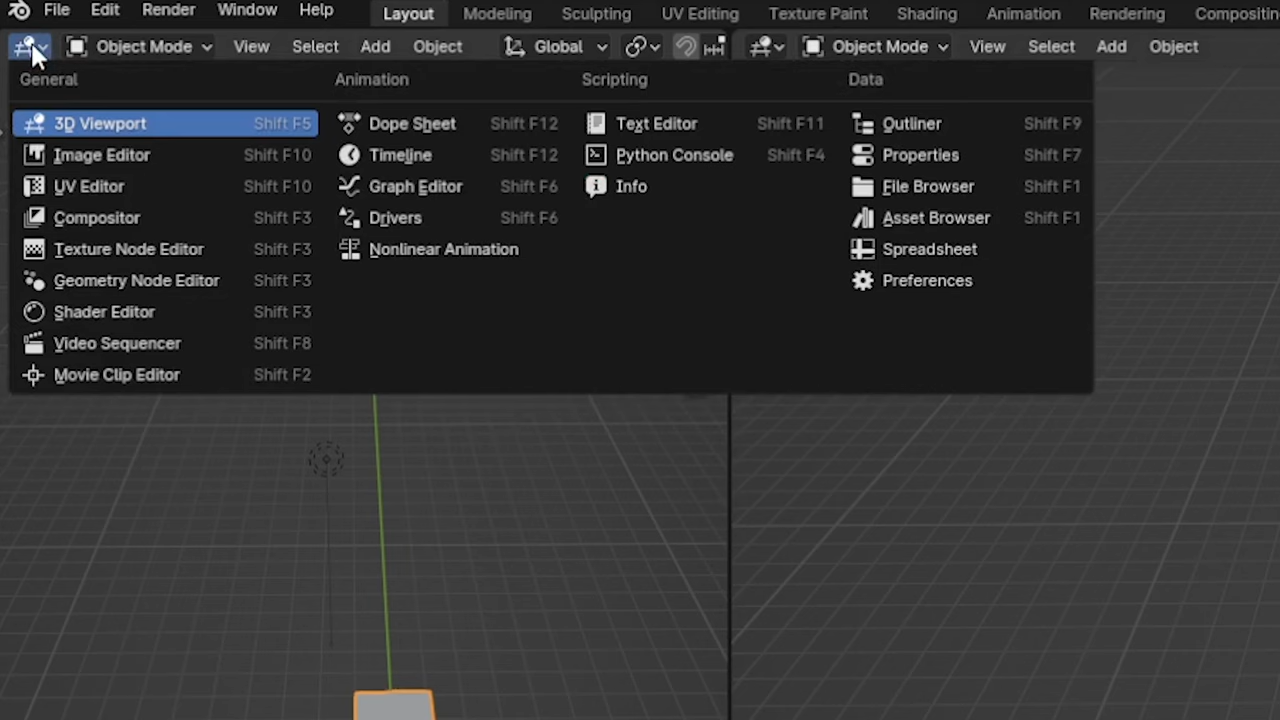 File Edit Render Window Help Layout Modeling Sculpting UV Editing Texture Paint Shading Animation Rendering
Object Mode View Select Add Object Global Object Mode View Select Add Object
General Animation Scripting Data
3D Viewport Shift F5 Dope Sheet Shift F12 Text Editor Shift F11 Outliner Shift F9
Image Editor Shift F10 Timeline Shift F12 Python Console Shift F4 Properties Shift F7
UV Editor Shift F10 Graph Editor Shift F6 Info File Browser Shift F1
Compositor Shift F3 Drivers Shift F6 Asset Browser Shift F1
Texture Node Editor Shift F3 Nonlinear Animation Spreadsheet
Geometry Node Editor Shift F3 Preferences
Shader Editor Shift F3
Video Sequencer Shift F8
Movie Clip Editor Shift F2